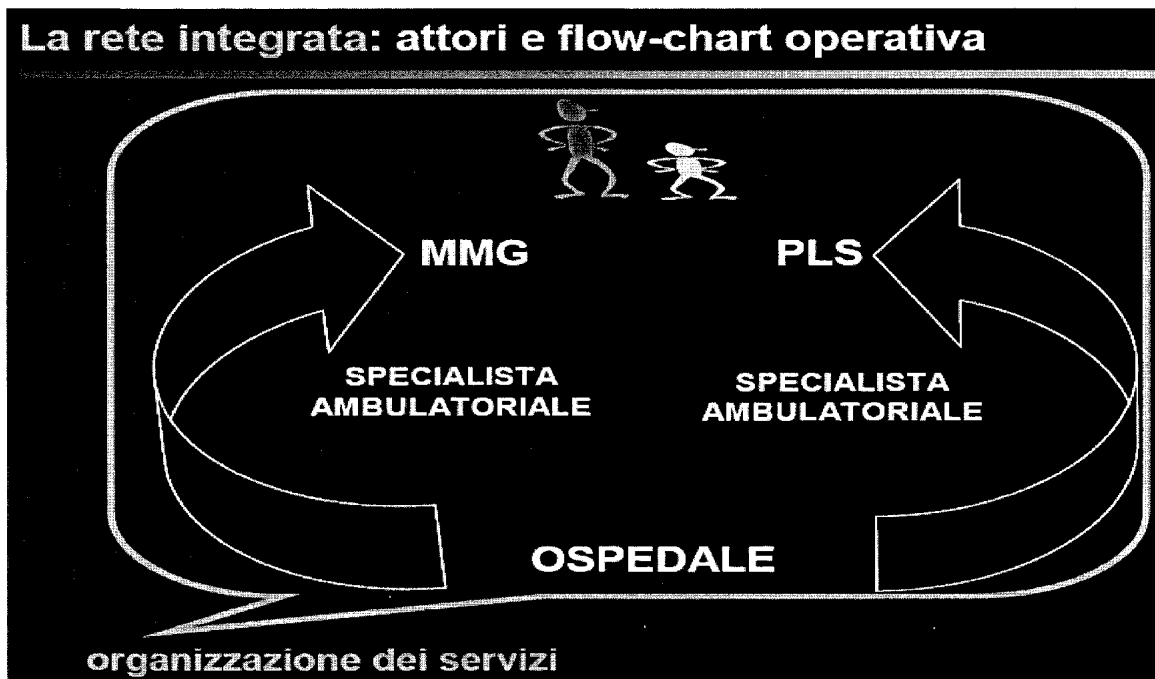 La rete integrata: attori e flow-chart operativa
MMG
PLS
SPECIALISTA
AMBULATORIALE
SPECIALISTA
AMBULATORIALE
OSPEDALE
organizzazione dei servizi